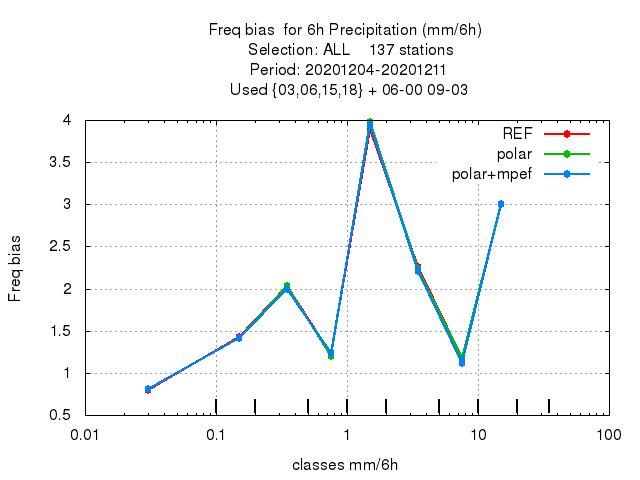 Freq bias  for 6h Precipitation (mm/6h)
Selection: ALL    137 stations
Period: 20201204-20201211
Used {03,06,15,18} + 06-00 09-03
REF
polar
polar+mpef
4
3.5
3
2.5
2
1.5
1
0.5
Freq bias
0.01
0.1
1
10
100
classes mm/6h